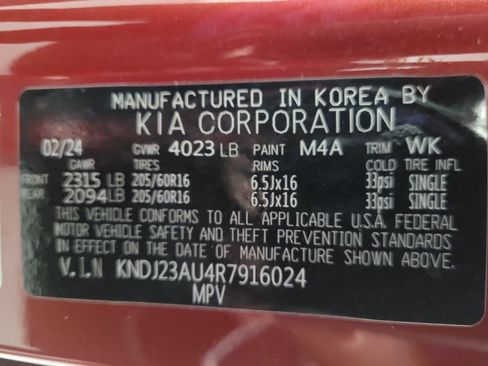 MANUFACTURED IN KOREA BY
KIA CORPORATION
02/24 GVWR 4023 LB PAINT M4A TRIM WK
GAWR TIRES RIMS COLD TIRE INFL
FRONT 2315 LB 205/60R16 6.5Jx16 33psi SINGLE
REAR 2094 LB 205/60R16 6.5Jx16 33psi SINGLE
THIS VEHICLE CONFORMS TO ALL APPLICABLE U.S.A. FEDERAL
MOTOR VEHICLE SAFETY AND THEFT PREVENTION STANDARDS
IN EFFECT ON THE DATE OF MANUFACTURE SHOWN ABOVE.
V.I.N KNDJ23AU4R7916024
MPV